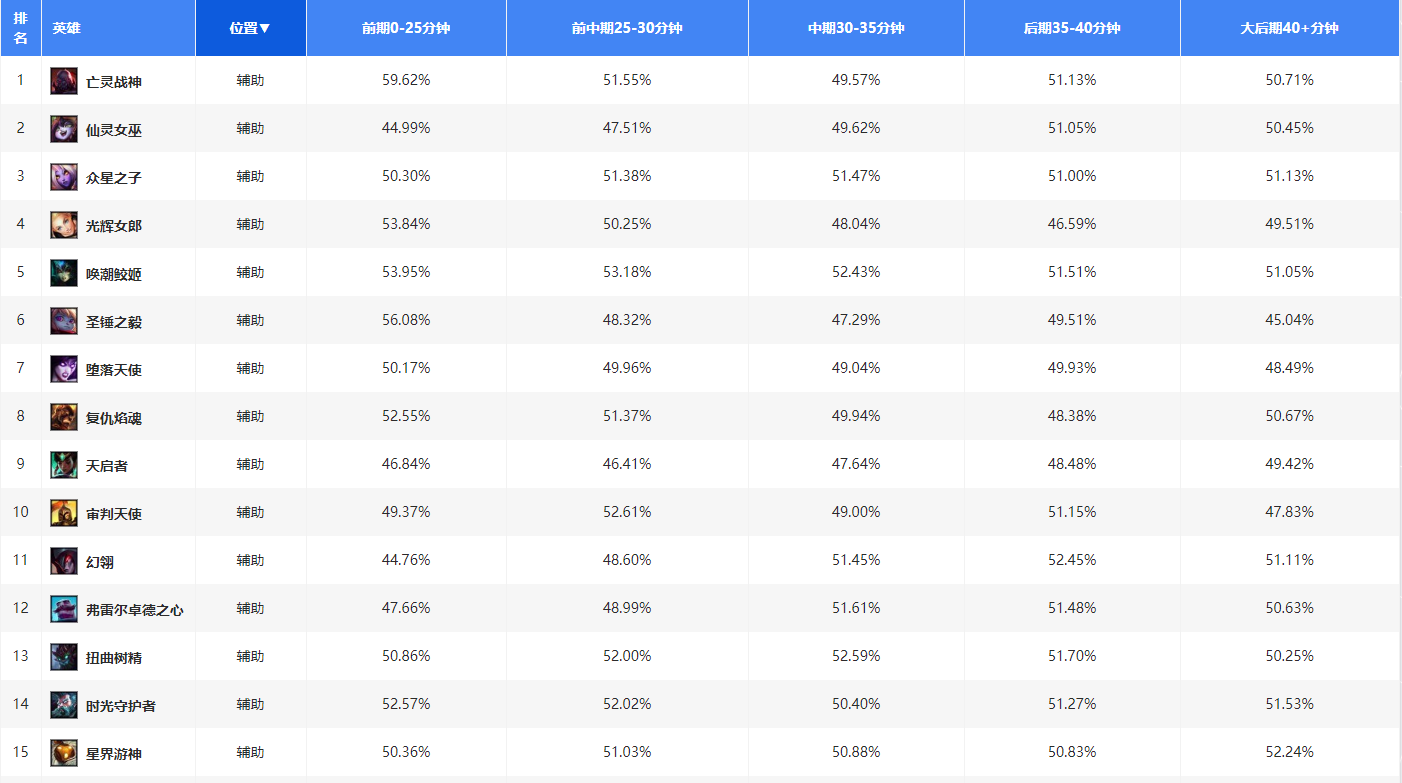 排名 英雄 位置▼ 前期0-25分钟 前中期25-30分钟 中期30-35分钟 后期35-40分钟 大后期40+分钟
1 亡灵战神 辅助 59.62% 51.55% 49.57% 51.13% 50.71%
2 仙灵女巫 辅助 44.99% 47.51% 49.62% 51.05% 50.45%
3 众星之子 辅助 50.30% 51.38% 51.47% 51.00% 51.13%
4 光辉女郎 辅助 53.84% 50.25% 48.04% 46.59% 49.51%
5 唤潮鲛姬 辅助 53.95% 53.18% 52.43% 51.51% 51.05%
6 圣锤之毅 辅助 56.08% 48.32% 47.29% 49.51% 45.04%
7 堕落天使 辅助 50.17% 49.96% 49.04% 49.93% 48.49%
8 复仇焰魂 辅助 52.55% 51.37% 49.94% 48.38% 50.67%
9 天启者 辅助 46.84% 46.41% 47.64% 48.48% 49.42%
10 审判天使 辅助 49.37% 52.61% 49.00% 51.15% 47.83%
11 幻翎 辅助 44.76% 48.60% 51.45% 52.45% 51.11%
12 弗雷尔卓德之心 辅助 47.66% 48.99% 51.61% 51.48% 50.63%
13 扭曲树精 辅助 50.86% 52.00% 52.59% 51.70% 50.25%
14 时光守护者 辅助 52.57% 52.02% 50.40% 51.27% 51.53%
15 星界游神 辅助 50.36% 51.03% 50.88% 50.83% 52.24%